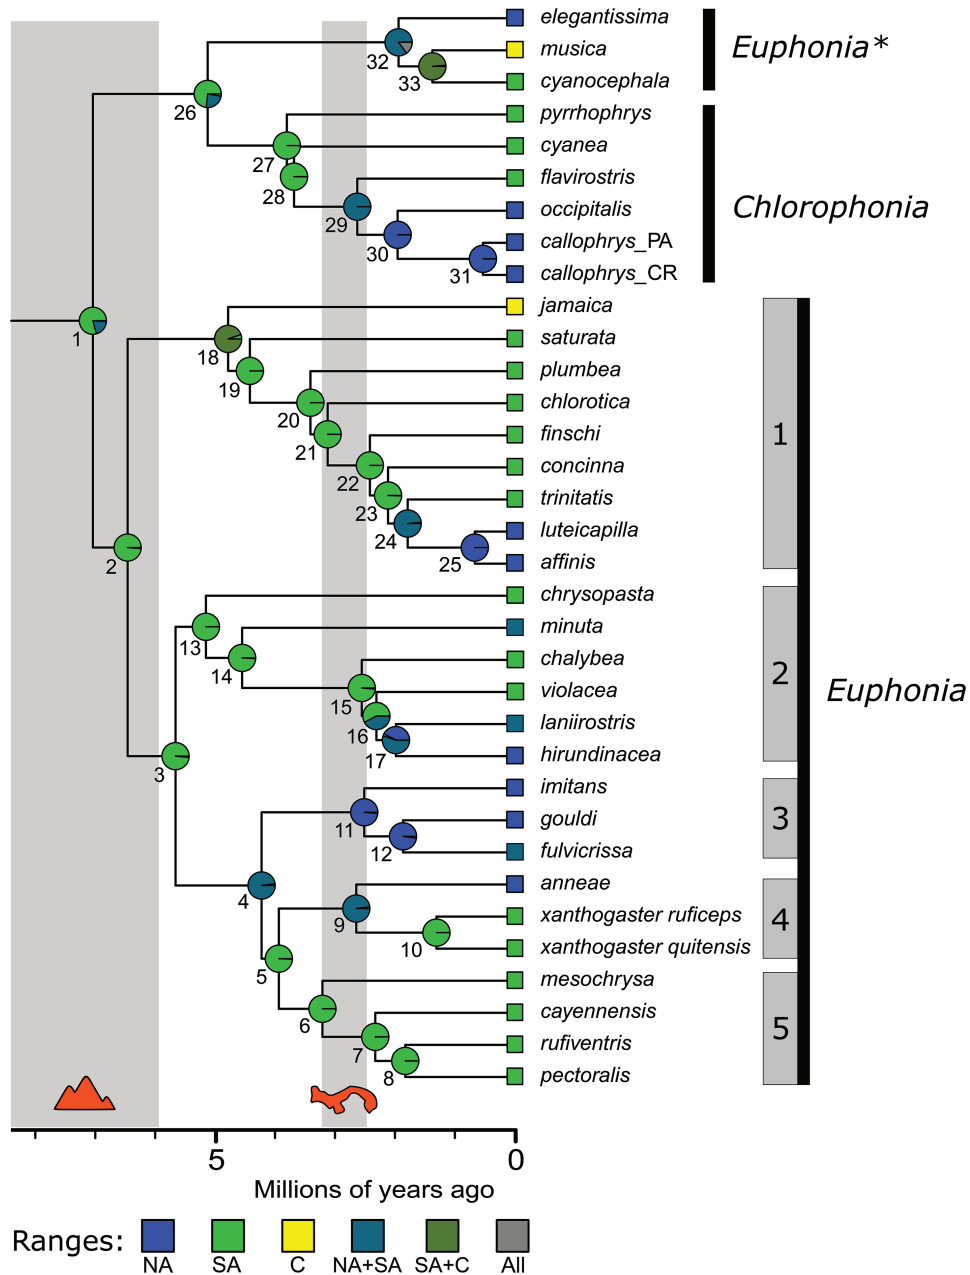 elegantissima
musica
cyanocephala
Euphonia*
32
33
26
pyrrhophrys
cyanea
flavirostris
occipitalis
callophrys_PA
callophrys_CR
Chlorophonia
27
28
29
30
31
1
jamaica
saturata
plumbea
chlorotica
finschi
concinna
trinitatis
luteicapilla
affinis
1
18
19
20
21
22
23
24
25
2
chrysopasta
minuta
chalybea
violacea
laniirostris
hirundinacea
2
Euphonia
13
14
15
16
17
3
imitans
gouldi
fulvicrissa
3
11
12
4
anneae
xanthogaster ruficeps
xanthogaster quitensis
4
9
10
5
mesochrysa
cayennensis
rufiventris
pectoralis
5
6
7
8
5 0
Millions of years ago
Ranges:
NA SA C NA+SA SA+C All